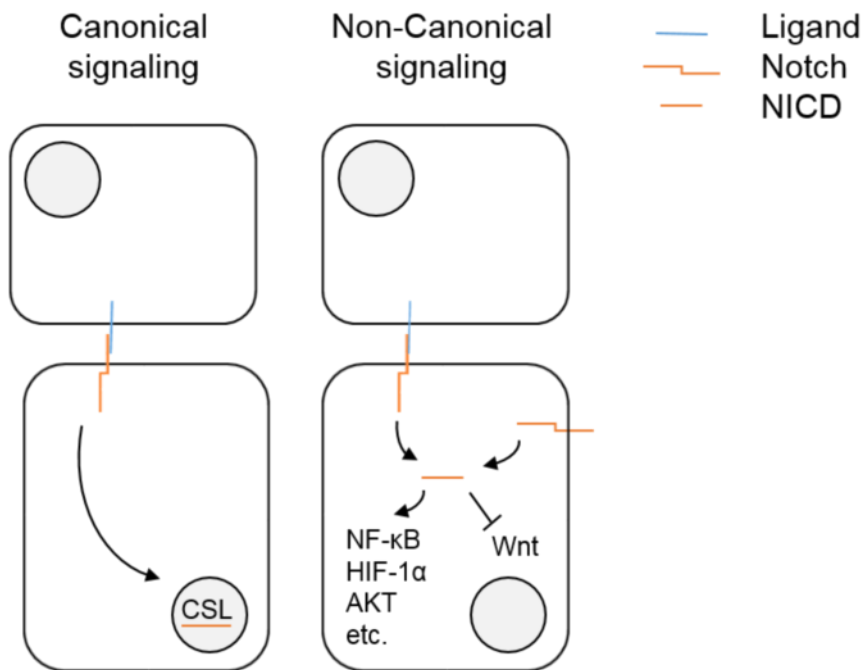 Canonical
signaling
Non-Canonical
signaling
Ligand
Notch
NICD
CSL
NF-κB
HIF-1α
AKT
etc.
Wnt